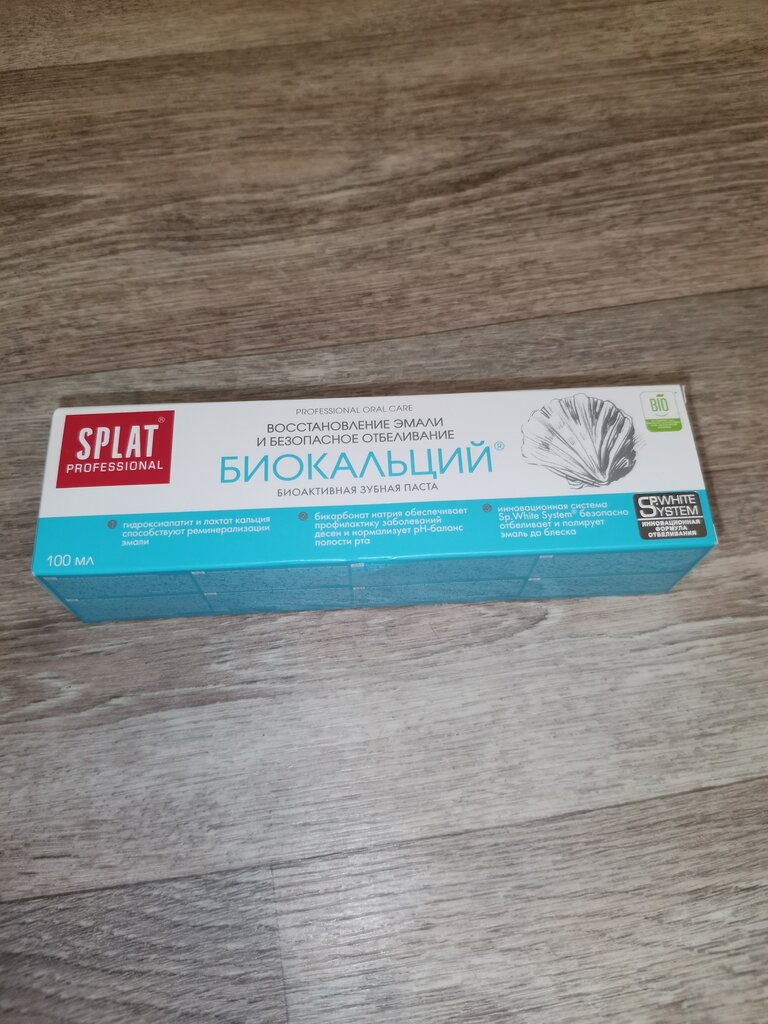 PROFESSIONAL ORAL CARE
ВОССТАНОВЛЕНИЕ ЭМАЛИ
И БЕЗОПАСНОЕ ОТБЕЛИВАНИЕ
SPLAT®
PROFESSIONAL
БИОКАЛЬЦИЙ®
БИОАКТИВНАЯ ЗУБНАЯ ПАСТА
BIO
гидроксиапатит и лактат кальция
способствуют реминерализации
эмали
бикарбонат натрия обеспечивает
профилактику заболеваний
десен и нормализует pH-баланс
полости рта
инновационная система
Sp.White System® безопасно
отбеливает и полирует
эмаль до блеска
SP.WHITE
SYSTEM
ИННОВАЦИОННАЯ
ФОРМУЛА
ОТБЕЛИВАНИЯ
100 МЛ